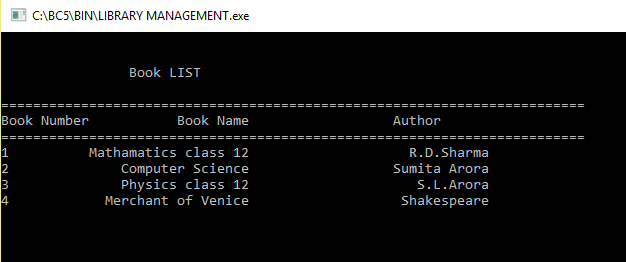 C:\BC5\BIN\LIBRARY MANAGEMENT.exe
Book LIST
=========================================================================
Book Number Book Name Author
=========================================================================
1 Mathamatics class 12 R.D.Sharma
2 Computer Science Sumita Arora
3 Physics class 12 S.L.Arora
4 Merchant of Venice Shakespeare